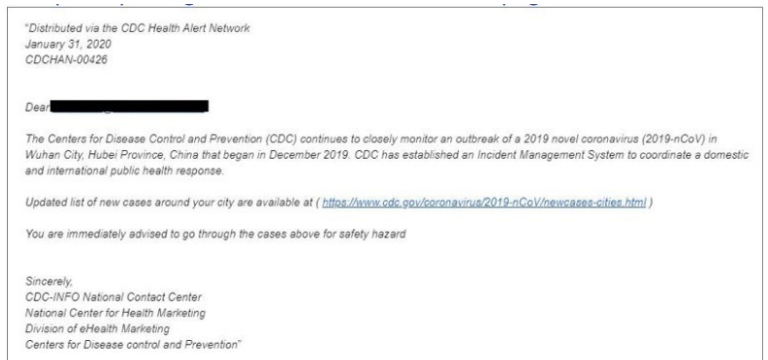 "Distributed via the CDC Health Alert Network
January 31, 2020
CDCHAN-00426
Dear
The Centers for Disease Control and Prevention (CDC) continues to closely monitor an outbreak of a 2019 novel coronavirus (2019-nCoV) in
Wuhan City, Hubei Province, China that began in December 2019. CDC has established an Incident Management System to coordinate a domestic
and international public health response.
Updated list of new cases around your city are available at ( https://www.cdc.gov/coronavirus/2019-nCoV/newcases-cities.html )
You are immediately advised to go through the cases above for safety hazard
Sincerely,
CDC-INFO National Contact Center
National Center for Health Marketing
Division of eHealth Marketing
Centers for Disease control and Prevention"